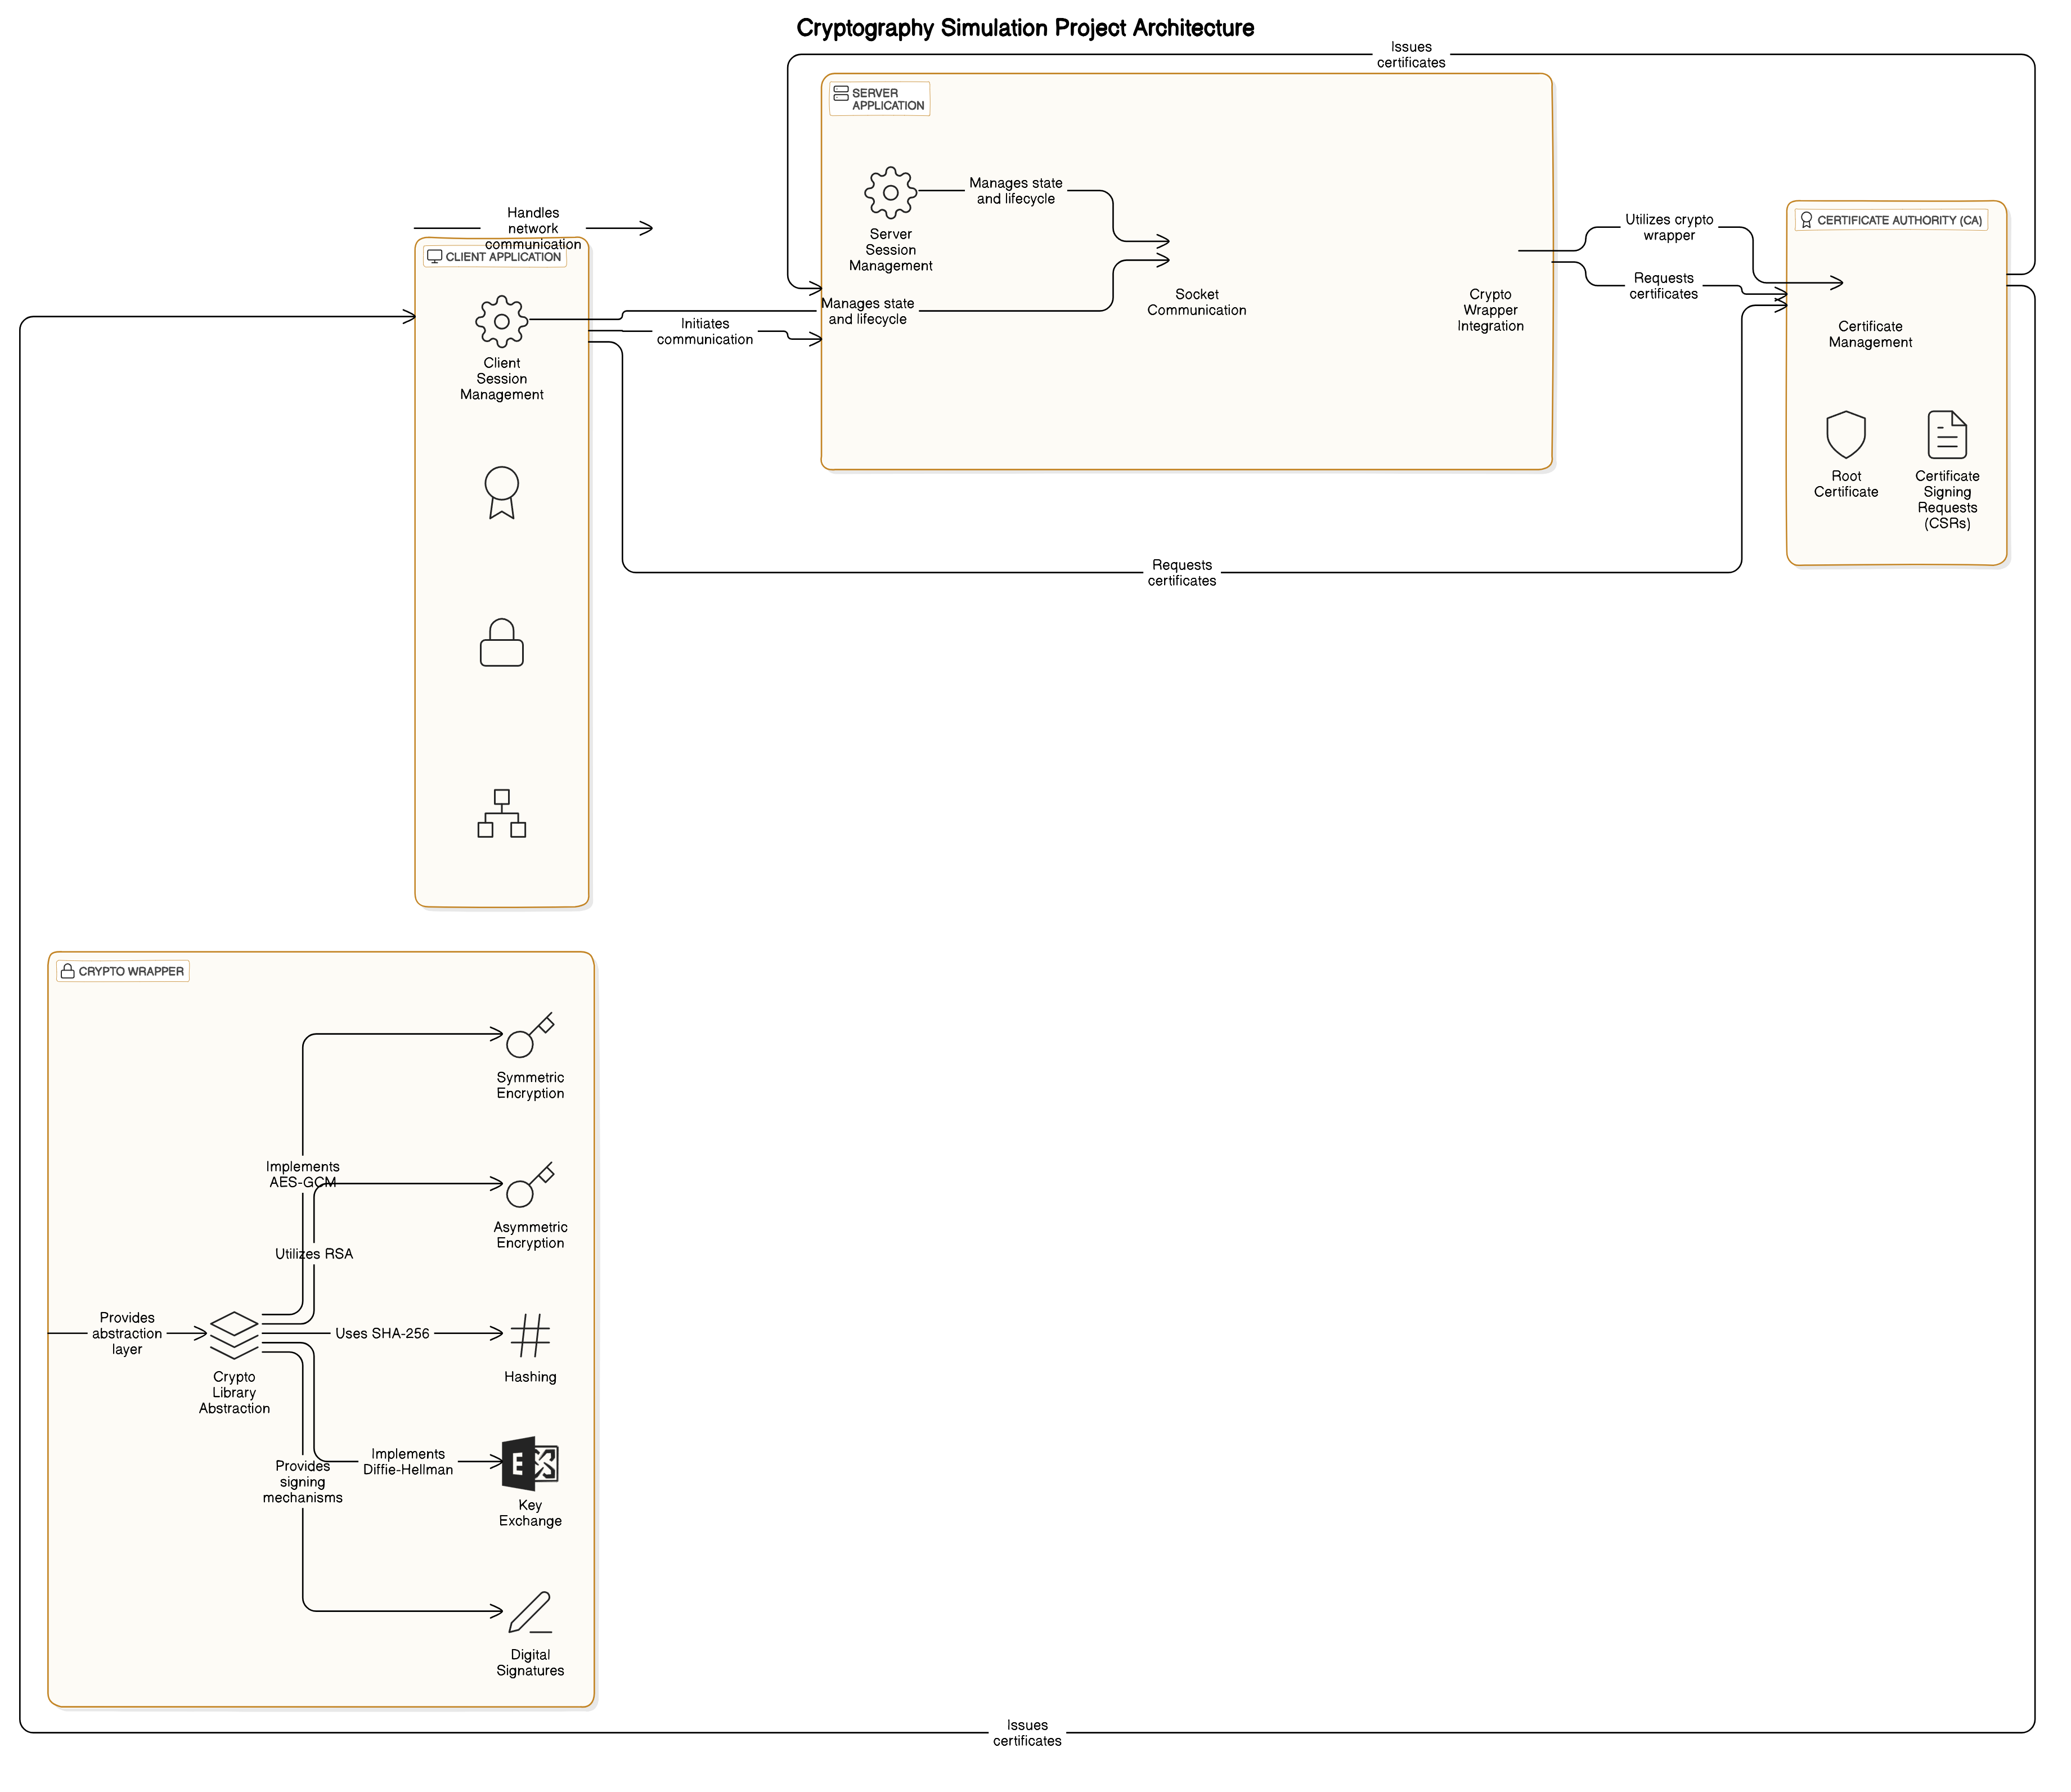 Cryptography Simulation Project Architecture
Issues
certificates
SERVER
APPLICATION
Manages state
and lifecycle
Server
Session
Management
Handles
network
communication
CLIENT APPLICATION
Utilizes crypto
wrapper
CERTIFICATE AUTHORITY (CA)
Requests
certificates
Manages state
and lifecycle
Initiates
communication
Socket
Communication
Crypto
Wrapper
Integration
Certificate
Management
Client
Session
Management
Root
Certificate
Certificate
Signing
Requests
(CSRs)
Requests
certificates
CRYPTO WRAPPER
Symmetric
Encryption
Implements
AES-GCM
Asymmetric
Encryption
Utilizes RSA
Provides
abstraction
layer
Uses SHA-256
Crypto
Library
Abstraction
Hashing
Implements
Diffie-Hellman
Provides
signing
mechanisms
E
Key
Exchange
Digital
Signatures
Issues
certificates